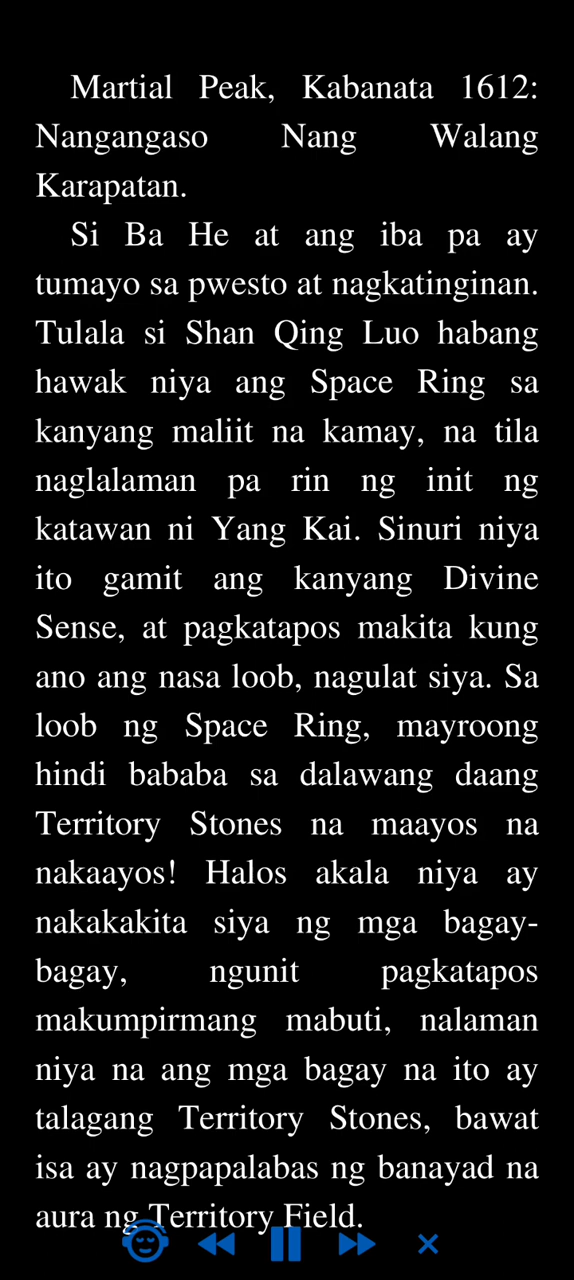 Martial Peak, Kabanata 1612:
Nangangaso Nang Walang
Karapatan.
Si Ba He at ang iba pa ay
tumayo sa pwesto at nagkatinginan.
Tulala si Shan Qing Luo habang
hawak niya ang Space Ring sa
kanyang maliit na kamay, na tila
naglalaman pa rin ng init ng
katawan ni Yang Kai. Sinuri niya
ito gamit ang kanyang Divine
Sense, at pagkatapos makita kung
ano ang nasa loob, nagulat siya. Sa
loob ng Space Ring, mayroong
hindi bababa sa dalawang daang
Territory Stones na maayos na
nakaayos! Halos akala niya ay
nakakakita siya ng mga bagay-
bagay, ngunit pagkatapos
makumpirmang mabuti, nalaman
niya na ang mga bagay na ito ay
talagang Territory Stones, bawat
isa ay nagpapalabas ng banayad na
aura ng Territory Field.